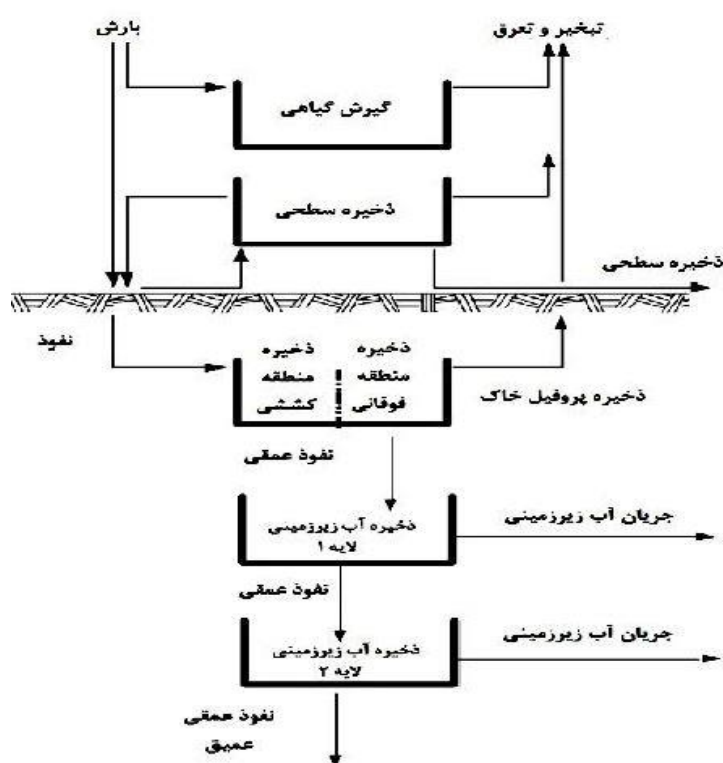 بارش
تبخیر و تعرق
گیرش گیاهی
ذخیره سطحی
ذخیره سطحی
نفوذ
ذخیره
منطقه
کششی
ذخیره
منطقه
فوقانی
ذخیره پروفیل خاک
نفوذ عمقی
ذخیره آب زیرزمینی
لایه ۱
جریان آب زیرزمینی
نفوذ عمقی
ذخیره آب زیرزمینی
لایه ۲
جریان آب زیرزمینی
نفوذ عمقی
عمیق